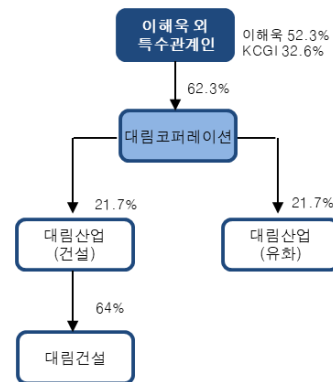 이해욱 외
특수관계인
이해욱 52.3%
KCGI 32.6%
62.3%
대림코퍼레이션
21.7%
21.7%
대림산업
(건설)
대림산업
(유화)
64%
대림건설